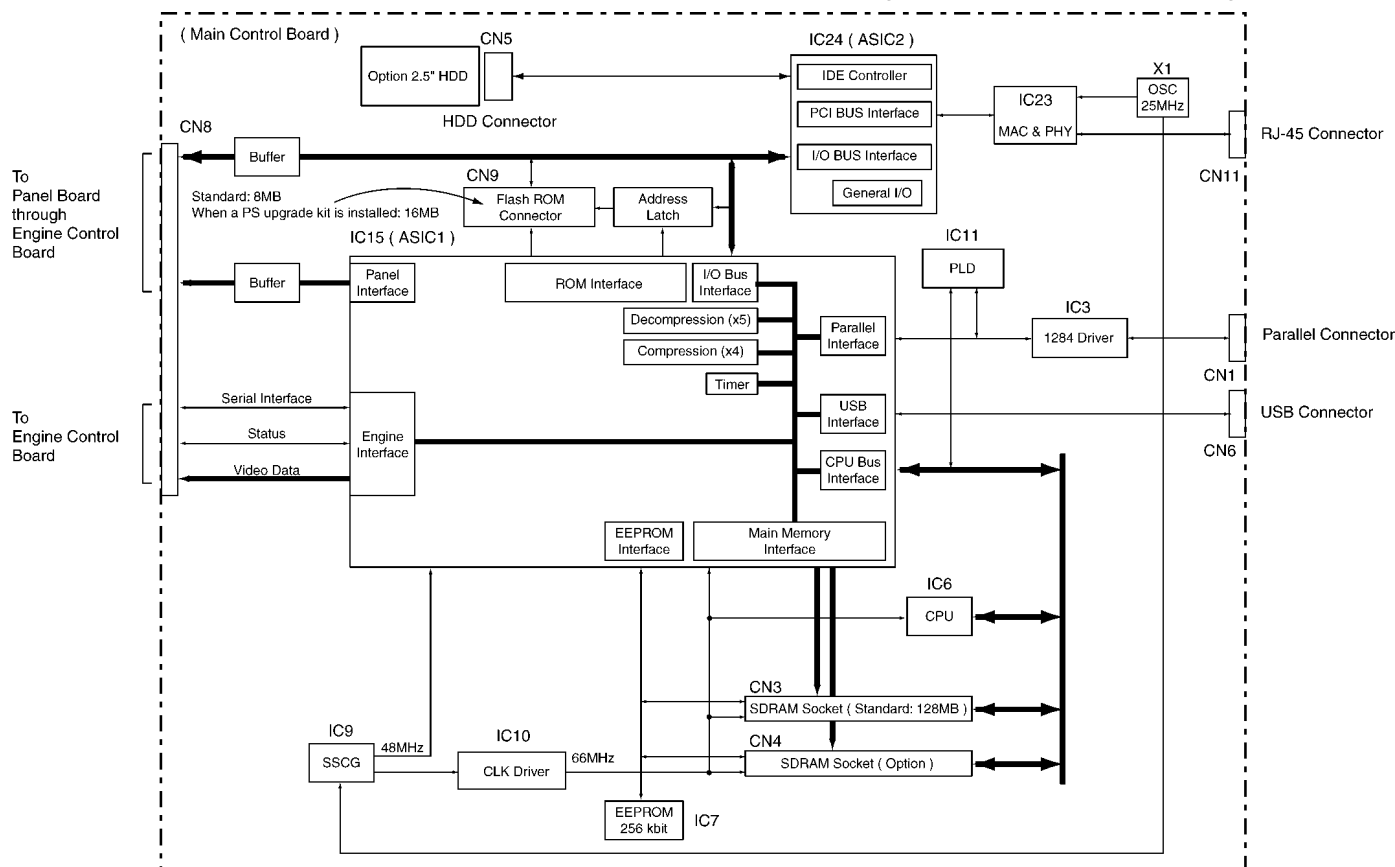 ( Main Control Board )
CN5
Option 2.5" HDD
HDD Connector
IC24 ( ASIC2 )
IDE Controller
PCI BUS Interface
I/O BUS Interface
General I/O
IC23
MAC & PHY
X1
OSC
25MHz
RJ-45 Connector
CN11
CN8
Buffer
To
Panel Board
through
Engine Control
Board
Standard: 8MB
When a PS upgrade kit is installed: 16MB
CN9
Flash ROM
Connector
Address
Latch
IC15 ( ASIC1 )
Buffer
Panel
Interface
ROM Interface
I/O Bus
Interface
Decompression (x5)
Compression (x4)
Timer
Parallel
Interface
USB
Interface
CPU Bus
Interface
IC11
PLD
IC3
1284 Driver
Parallel Connector
CN1
USB Connector
CN6
To
Engine Control
Board
Serial Interface
Status
Video Data
Engine
Interface
EEPROM
Interface
Main Memory
Interface
IC6
CPU
CN3
SDRAM Socket ( Standard: 128MB )
CN4
SDRAM Socket ( Option )
IC9
SSCG
48MHz
IC10
CLK Driver
66MHz
EEPROM
256 kbit
IC7